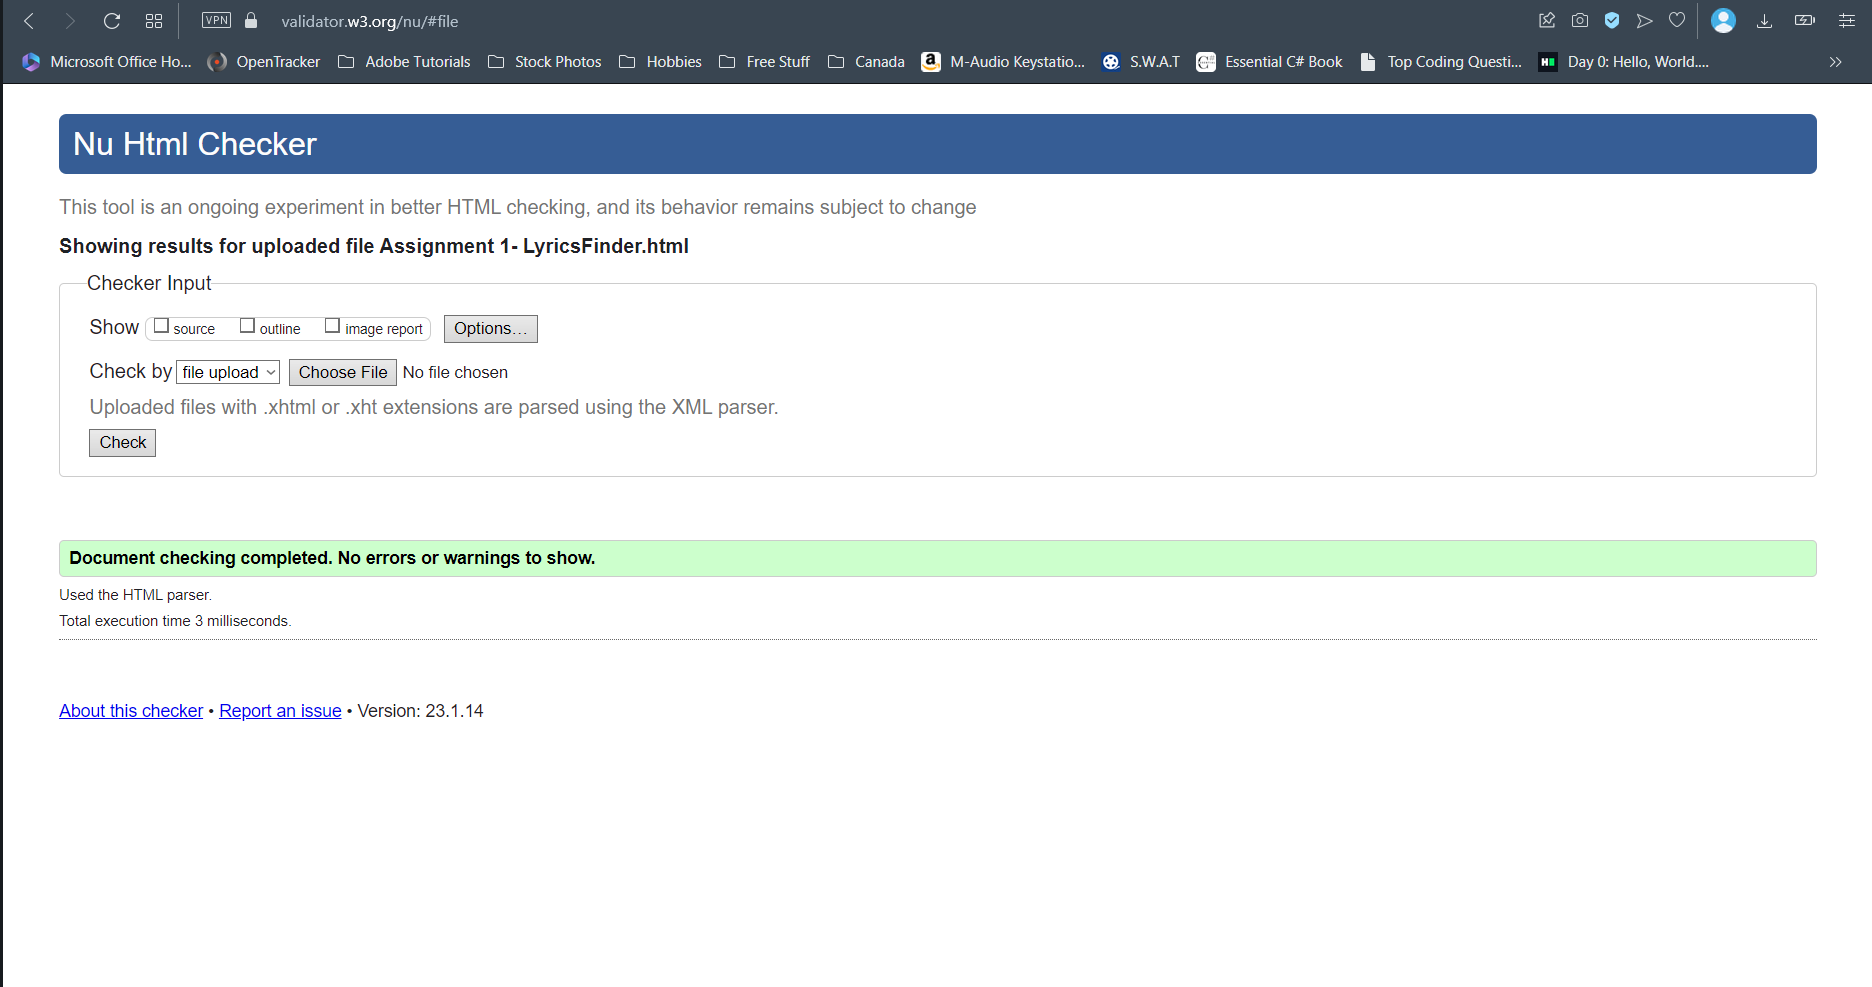 VPN validator.w3.org/nu/#file
Microsoft Office Ho... OpenTracker Adobe Tutorials Stock Photos Hobbies Free Stuff Canada M-Audio Keystatio... S.W.A.T Essential C# Book Top Coding Questi... Day 0: Hello, World....
Nu Html Checker
This tool is an ongoing experiment in better HTML checking, and its behavior remains subject to change
Showing results for uploaded file Assignment 1- LyricsFinder.html
Checker Input
Show source outline image report Options...
Check by file upload Choose File No file chosen
Uploaded files with .xhtml or .xht extensions are parsed using the XML parser.
Check
Document checking completed. No errors or warnings to show.
Used the HTML parser.
Total execution time 3 milliseconds.
About this checker • Report an issue • Version: 23.1.14